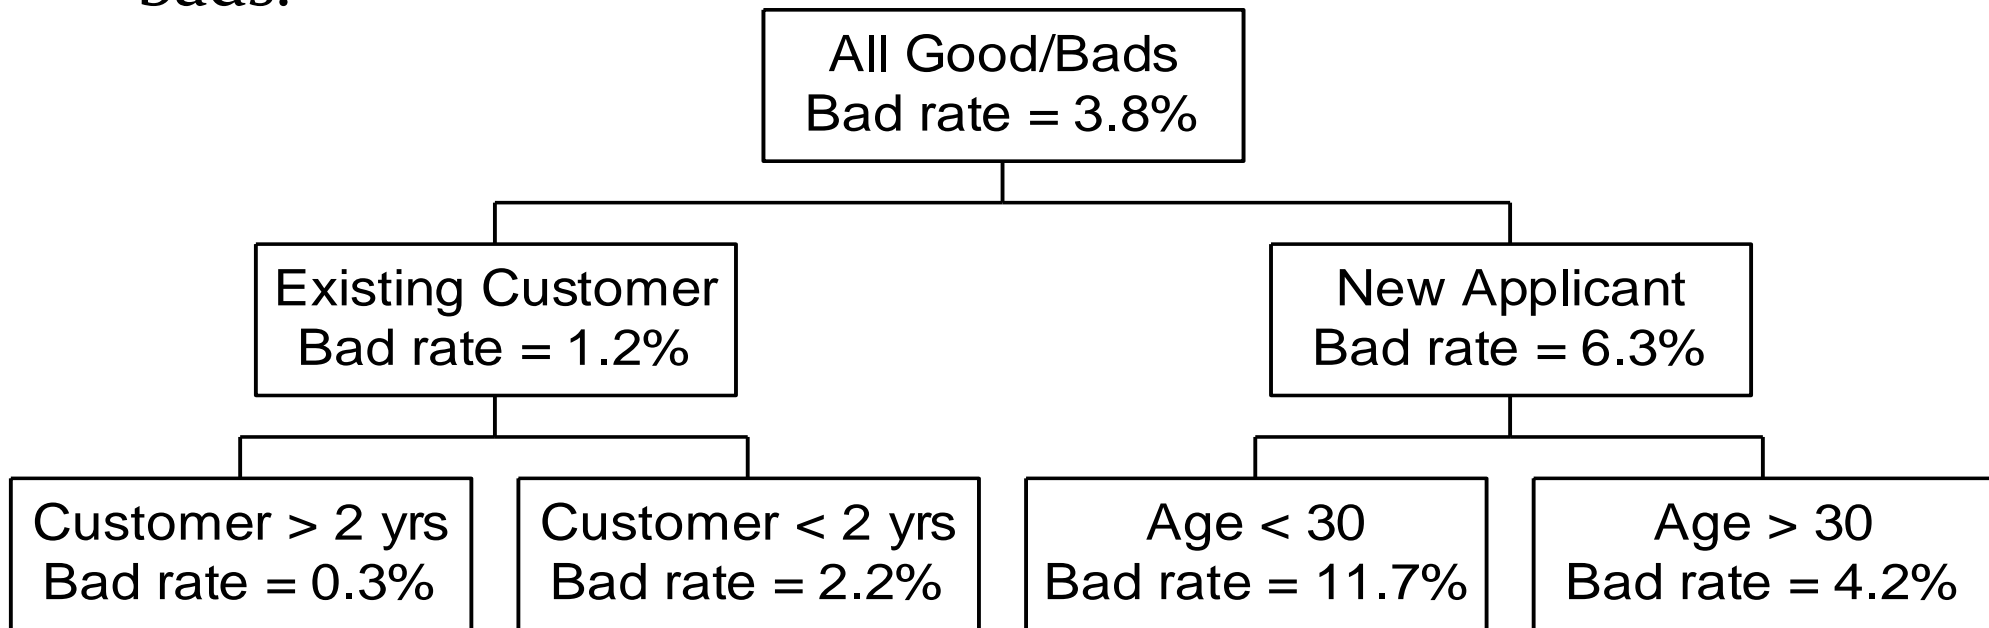 bads.
All Good/Bads
Bad rate = 3.8%
Existing Customer
Bad rate = 1.2%
New Applicant
Bad rate = 6.3%
Customer > 2 yrs
Bad rate = 0.3%
Customer < 2 yrs
Bad rate = 2.2%
Age < 30
Bad rate = 11.7%
Age > 30
Bad rate = 4.2%